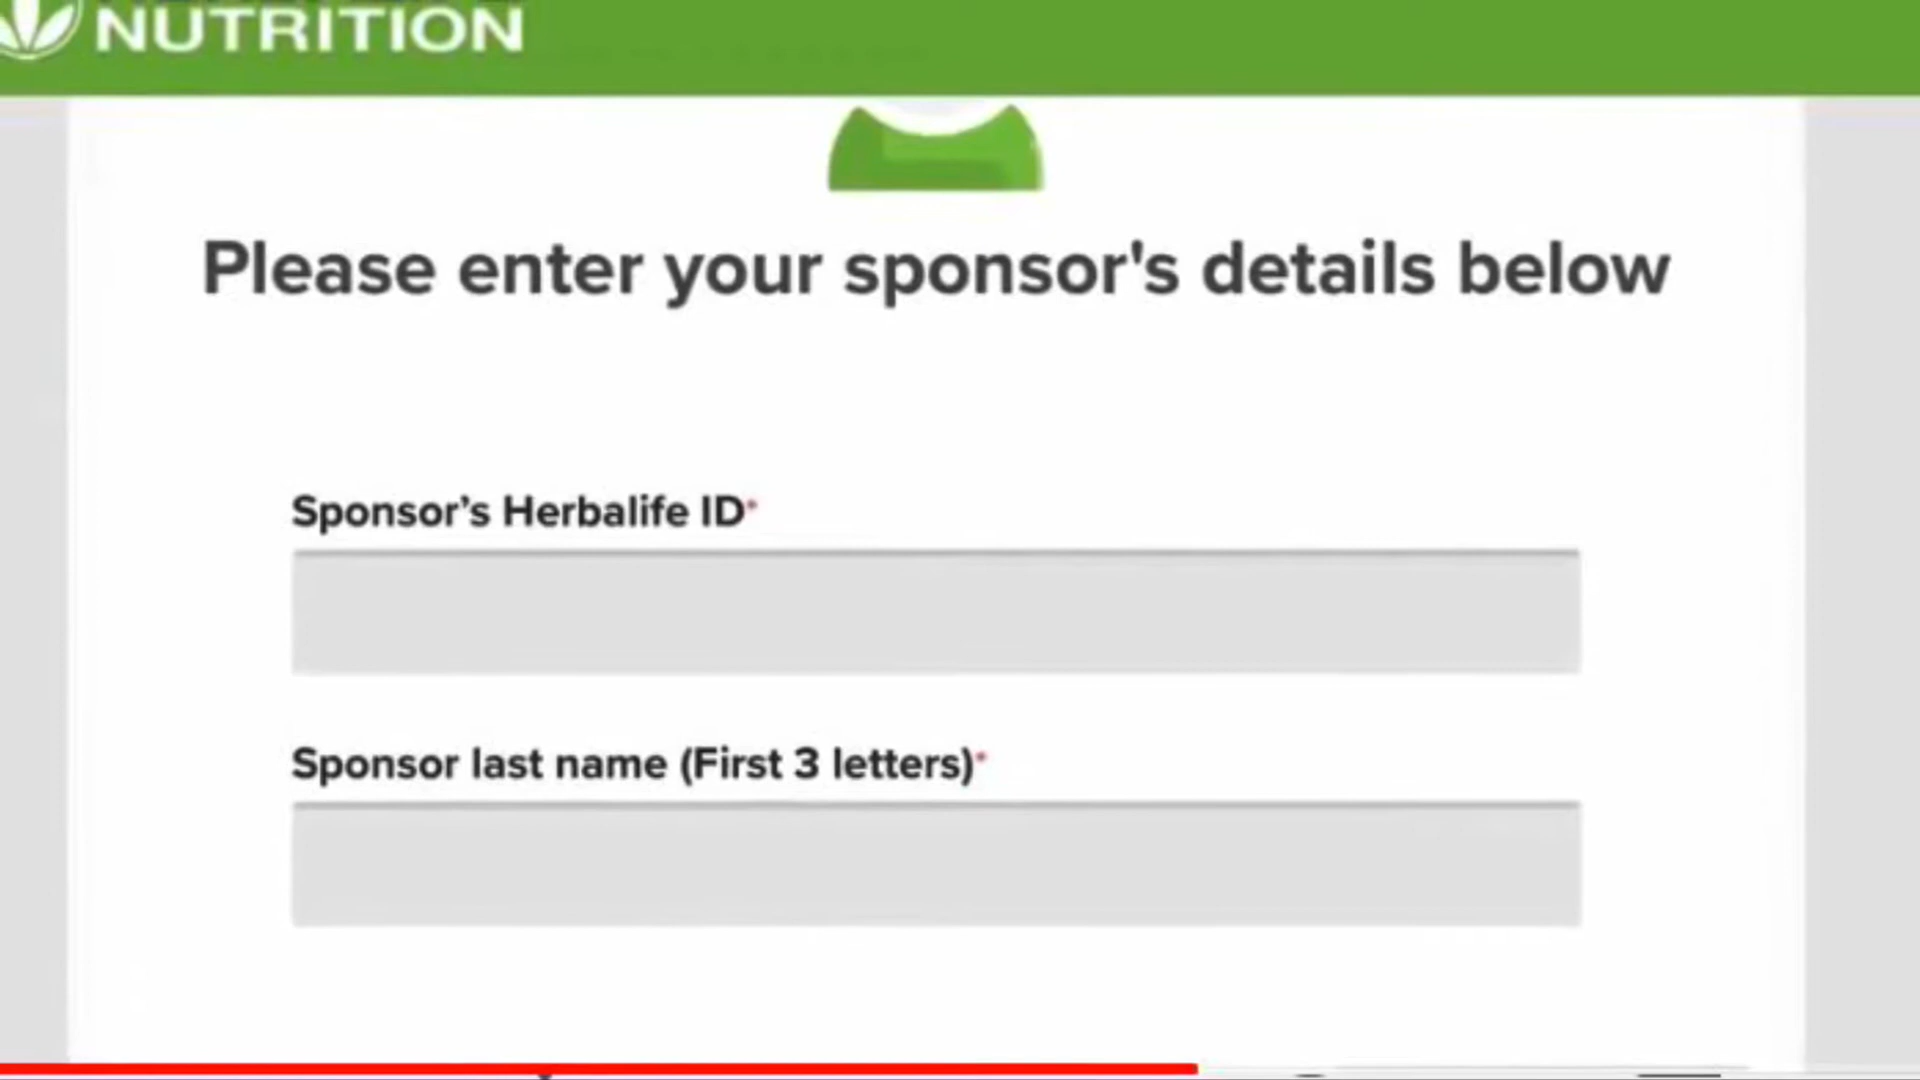 NUTRITION
Please enter your sponsor's details below
Sponsor’s Herbalife ID*
Sponsor last name (First 3 letters)*